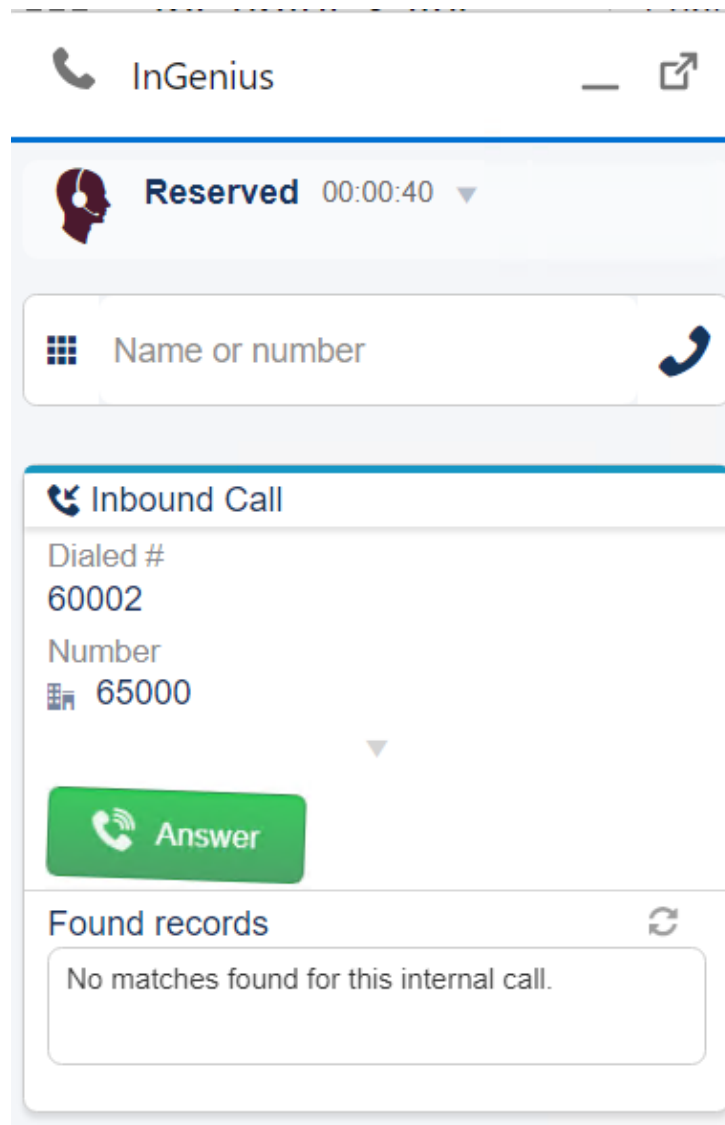 InGenius
Reserved 00:00:40
Name or number
Inbound Call
Dialed #
60002
Number
65000
Answer
Found records
No matches found for this internal call.